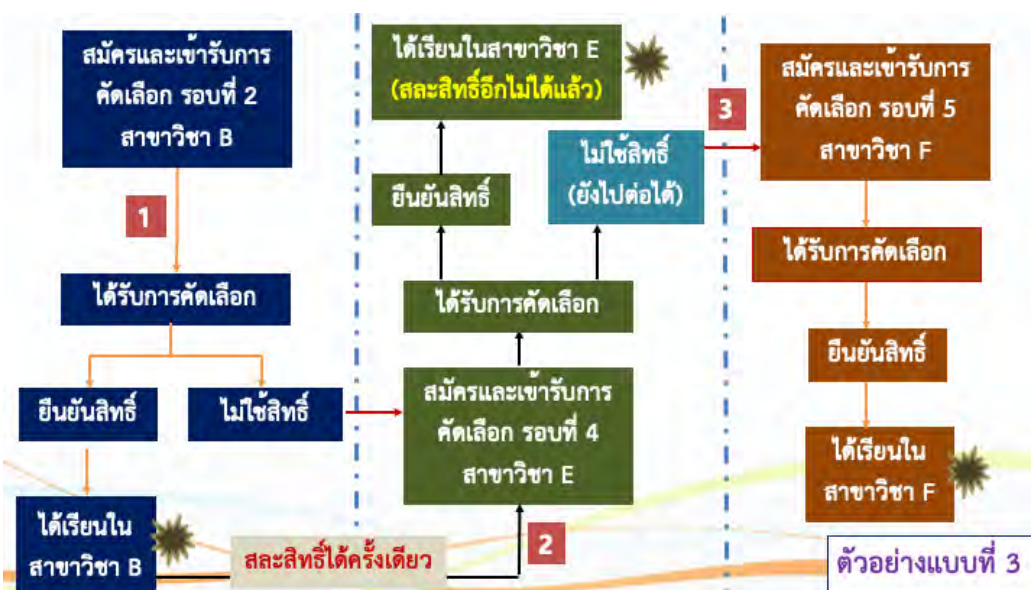 สมัครและเข้ารับการ
คัดเลือก รอบที่ 2
สาขาวิชา B
1
ได้รับการคัดเลือก
ยืนยันสิทธิ์
ไม่ใช้สิทธิ์
ได้เรียนใน
สาขาวิชา B
สละสิทธิ์ได้ครั้งเดียว
2
ได้เรียนในสาขาวิชา E
(สละสิทธิ์อีกไม่ได้แล้ว)
ยืนยันสิทธิ์
ไม่ใช้สิทธิ์
(ยังไปต่อได้)
ได้รับการคัดเลือก
สมัครและเข้ารับการ
คัดเลือก รอบที่ 4
สาขาวิชา E
3
สมัครและเข้ารับการ
คัดเลือก รอบที่ 5
สาขาวิชา F
ได้รับการคัดเลือก
ยืนยันสิทธิ์
ได้เรียนใน
สาขาวิชา F
ตัวอย่างแบบที่ 3